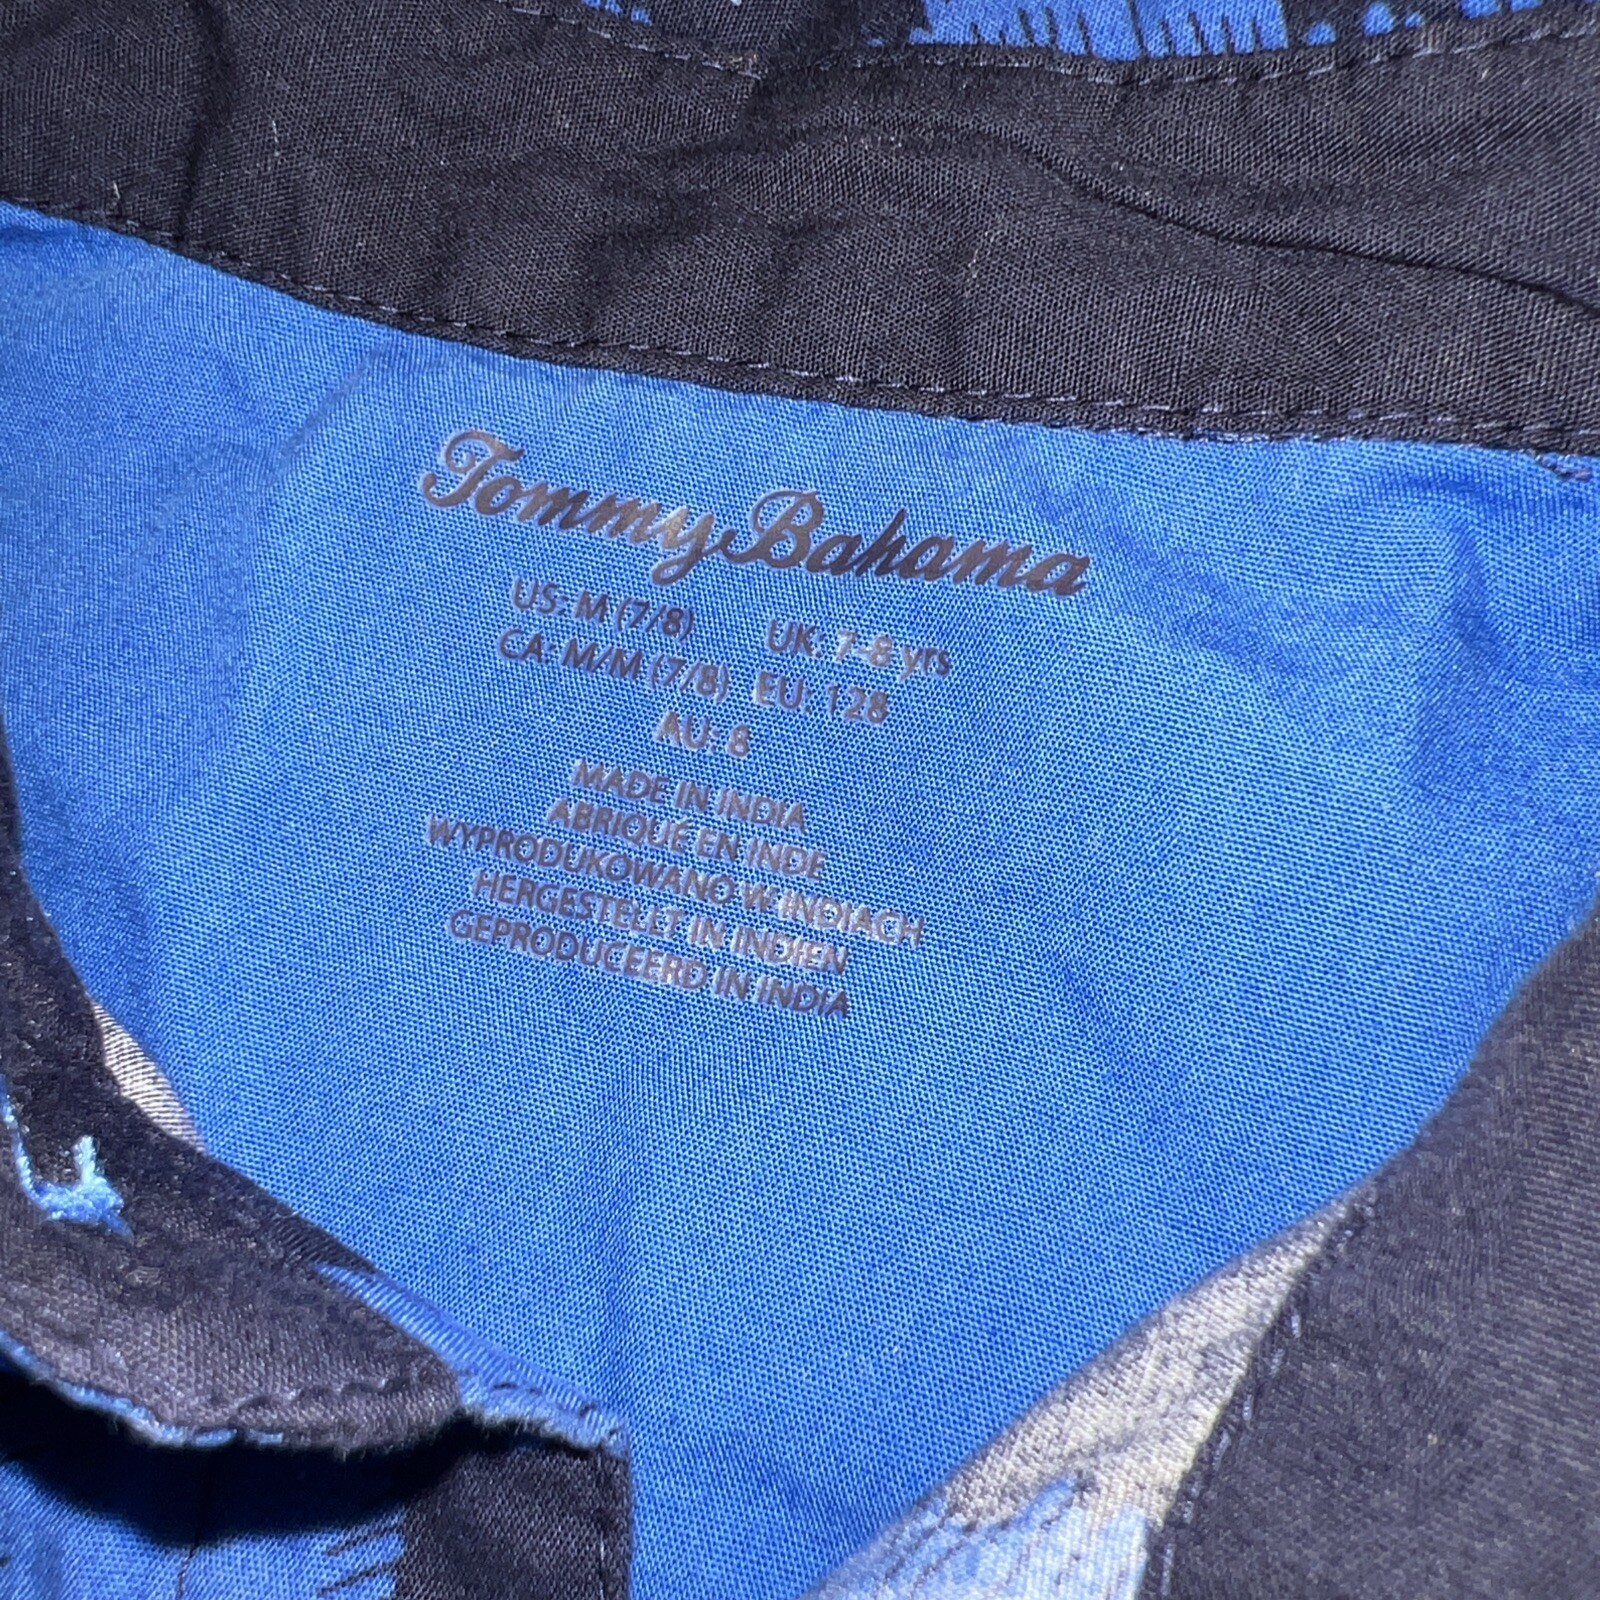 Tommy Bahama
US: M (7/8) UK: 7-8 yrs
CA: M/M (7/8) EU: 128
AU: 8
MADE IN INDIA
ABRIQUÉ EN INDE
WYPRODUKOWANO W INDIACH
HERGESTELLT IN INDIEN
GEPRODUCEERD IN INDIA